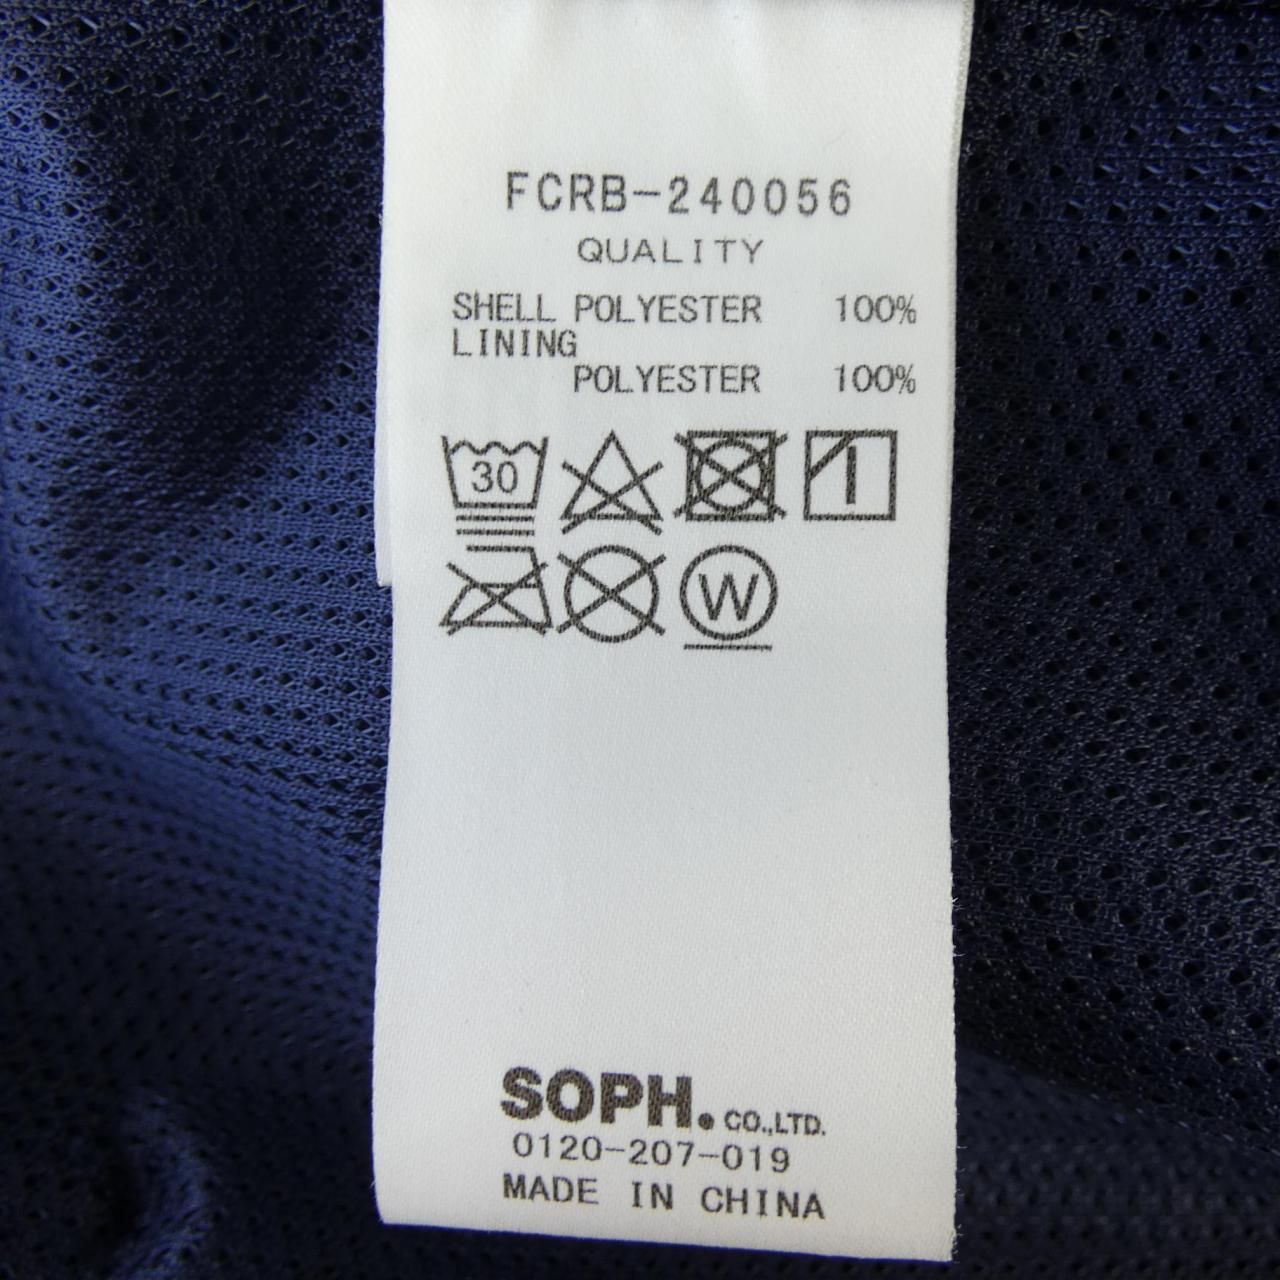 FCRB-240056
QUALITY
SHELL POLYESTER 100%
LINING
POLYESTER 100%
30
W
SOPH. CO.,LTD.
0120-207-019
MADE IN CHINA